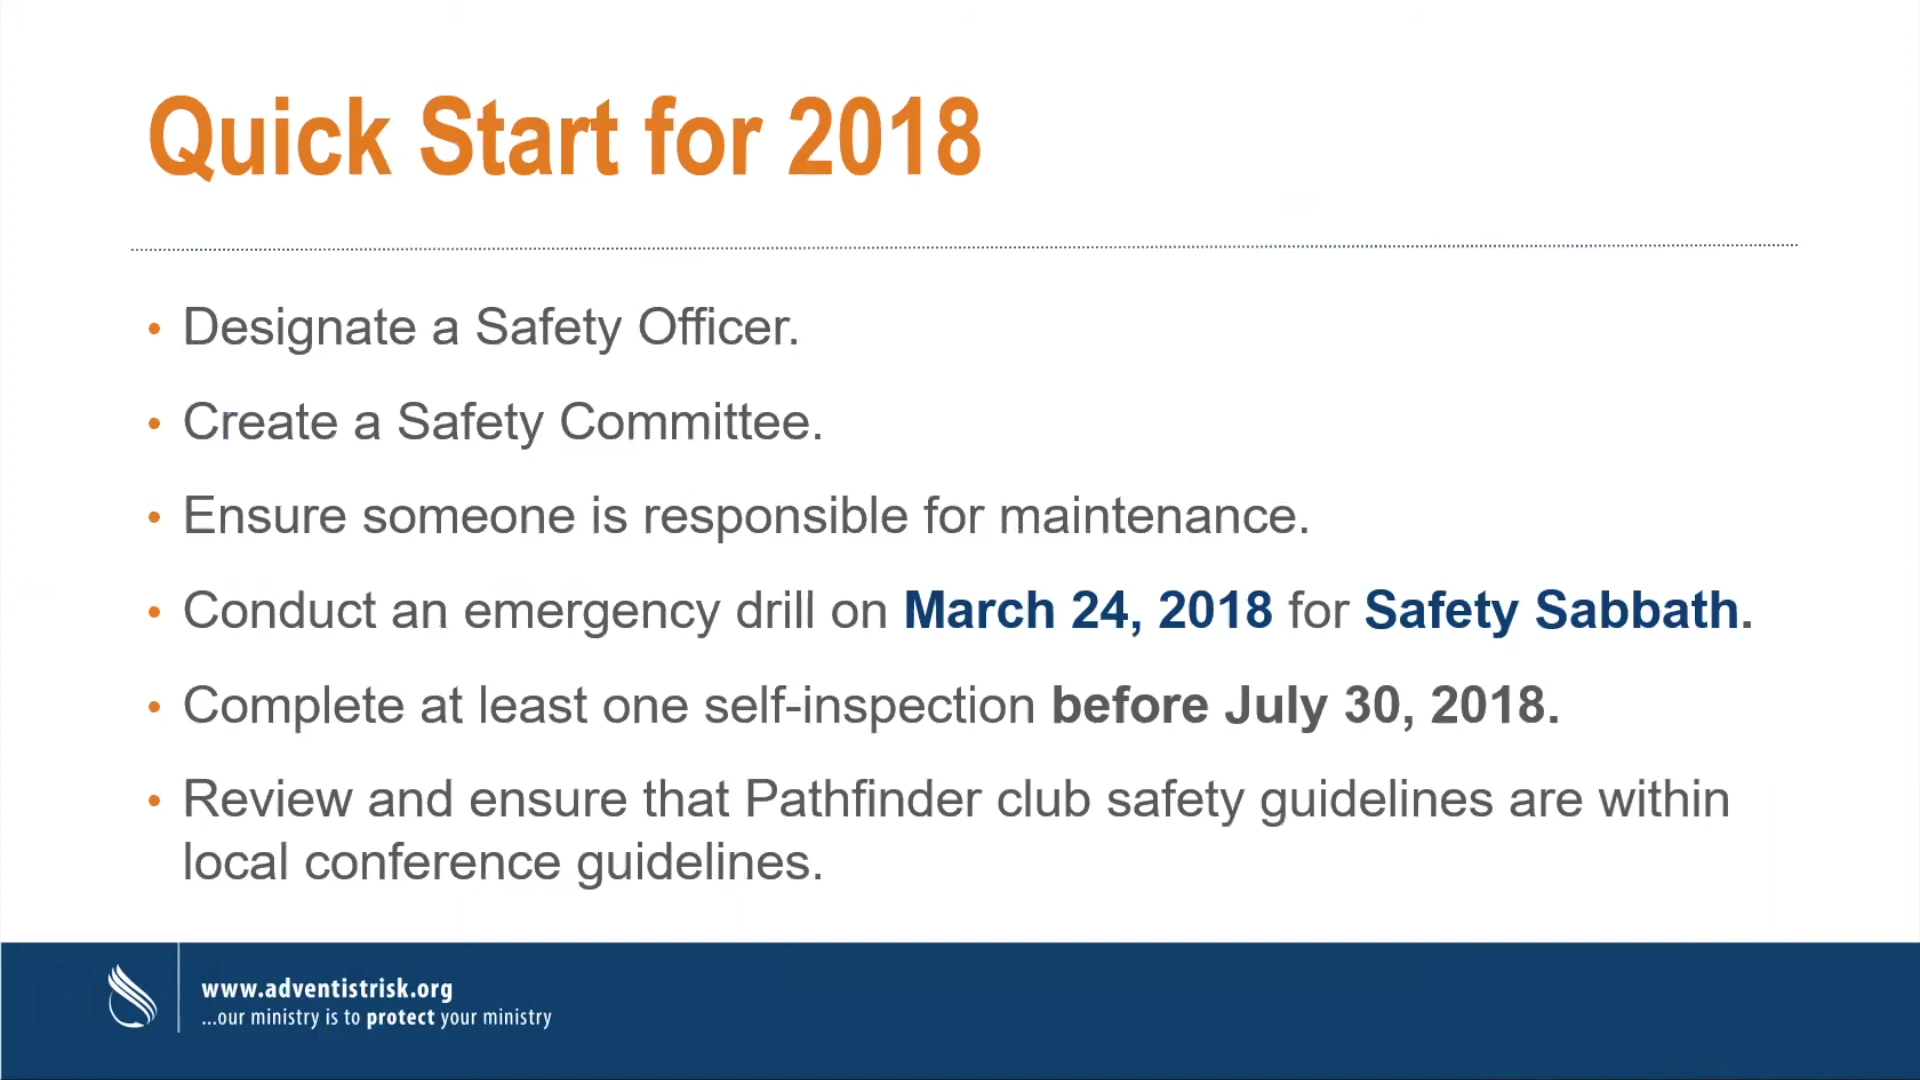 Quick Start for 2018
• Designate a Safety Officer.
• Create a Safety Committee.
• Ensure someone is responsible for maintenance.
• Conduct an emergency drill on March 24, 2018 for Safety Sabbath.
• Complete at least one self-inspection before July 30, 2018.
• Review and ensure that Pathfinder club safety guidelines are within
local conference guidelines.
www.adventistrisk.org
...our ministry is to protect your ministry